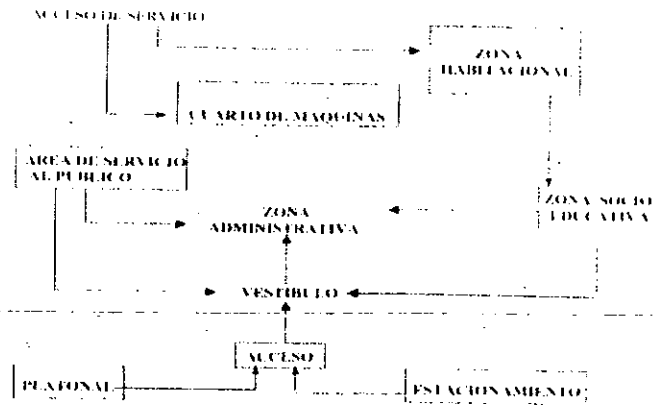 ACCESO DE SERVICIO
ZONA
HABITACIONAL
CUARTO DE MAQUINAS
AREA DE SERVICIO
AL PUBLICO
ZONA
ADMINISTRATIVA
ZONA SOCIO
EDUCATIVA
VESTIBULO
ACCESO
PEATONAL
ESTACIONAMIENTO